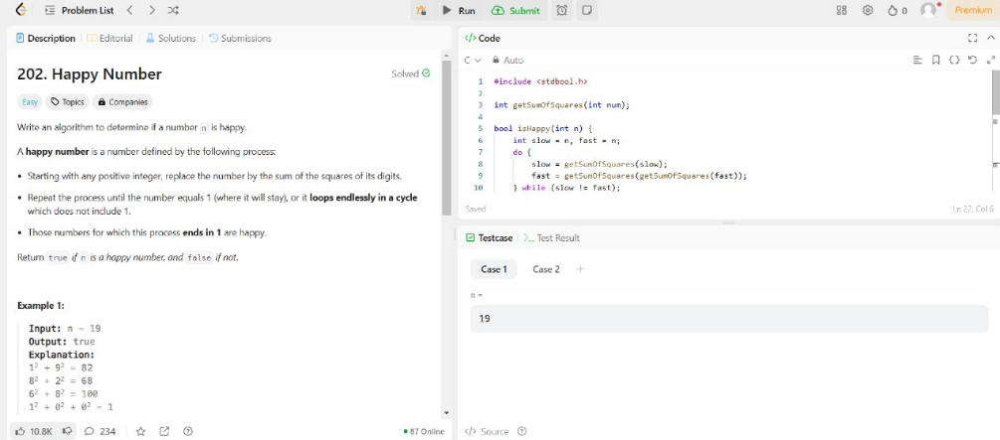 Problem List
Run
Submit
0
Premium
Description
Editorial
Solutions
Submissions
202. Happy Number
Solved
Easy
Topics
Companies
Write an algorithm to determine if a number n is happy.
A happy number is a number defined by the following process:
• Starting with any positive integer, replace the number by the sum of the squares of its digits.
• Repeat the process until the number equals 1 (where it will stay), or it loops endlessly in a cycle
which does not include 1.
• Those numbers for which this process ends in 1 are happy.
Return true if n is a happy number, and false if not.
Example 1:
Input: n = 19
Output: true
Explanation:
1² + 9² = 82
8² + 2² = 68
6² + 8² = 100
1² + 0² + 0² = 1
10.8K
234
87 Online
</> Code
C
Auto
1 #include <stdbool.h>
2
3 int getSumOfSquares(int num);
4
5 bool isHappy(int n) {
6 int slow = n, fast = n;
7 do {
8 slow = getSumOfSquares(slow);
9 fast = getSumOfSquares(getSumOfSquares(fast));
10 } while (slow != fast);
Saved
Ln 22, Col 6
Testcase
>_ Test Result
Case 1
Case 2
+
n =
19
</> Source